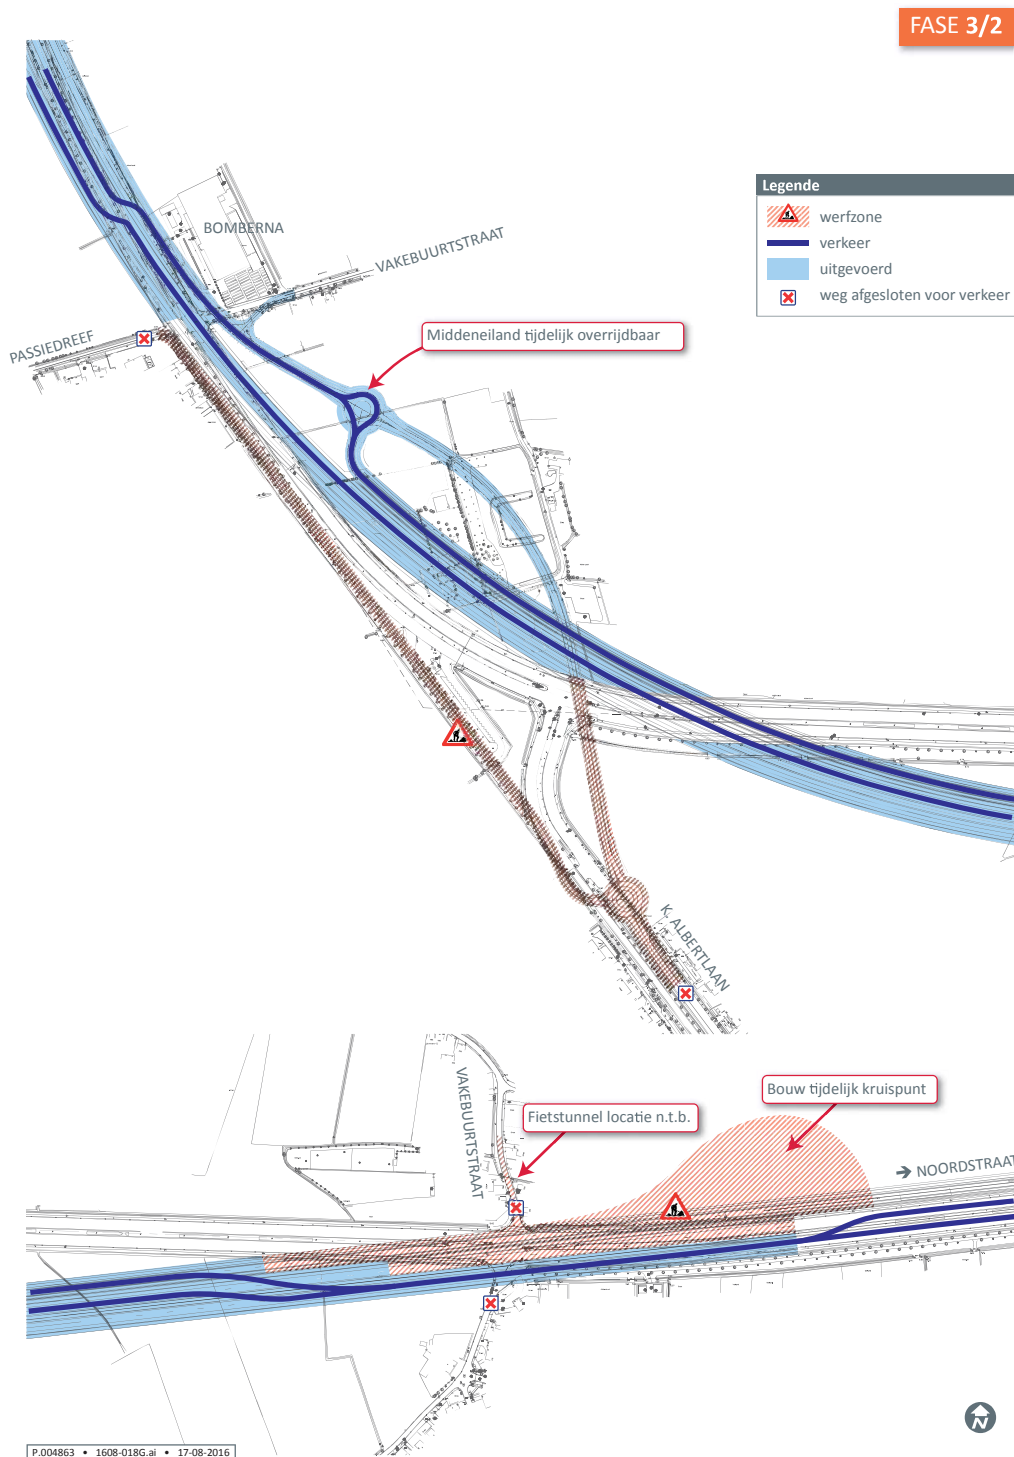 FASE 3/2
Legende
werfzone
verkeer
uitgevoerd
weg afgesloten voor verkeer
BOMBERNA
VAKEBUURTSTRAAT
PASSIEDREEF
Middeneiland tijdelijk overrijdbaar
K. ALBERTLAAN
VAKEBUURTSTRAAT
Fietstunnel locatie n.t.b.
Bouw tijdelijk kruispunt
NOORDSTRAAT
N
P.004863 • 1608-018G.ai • 17-08-2016